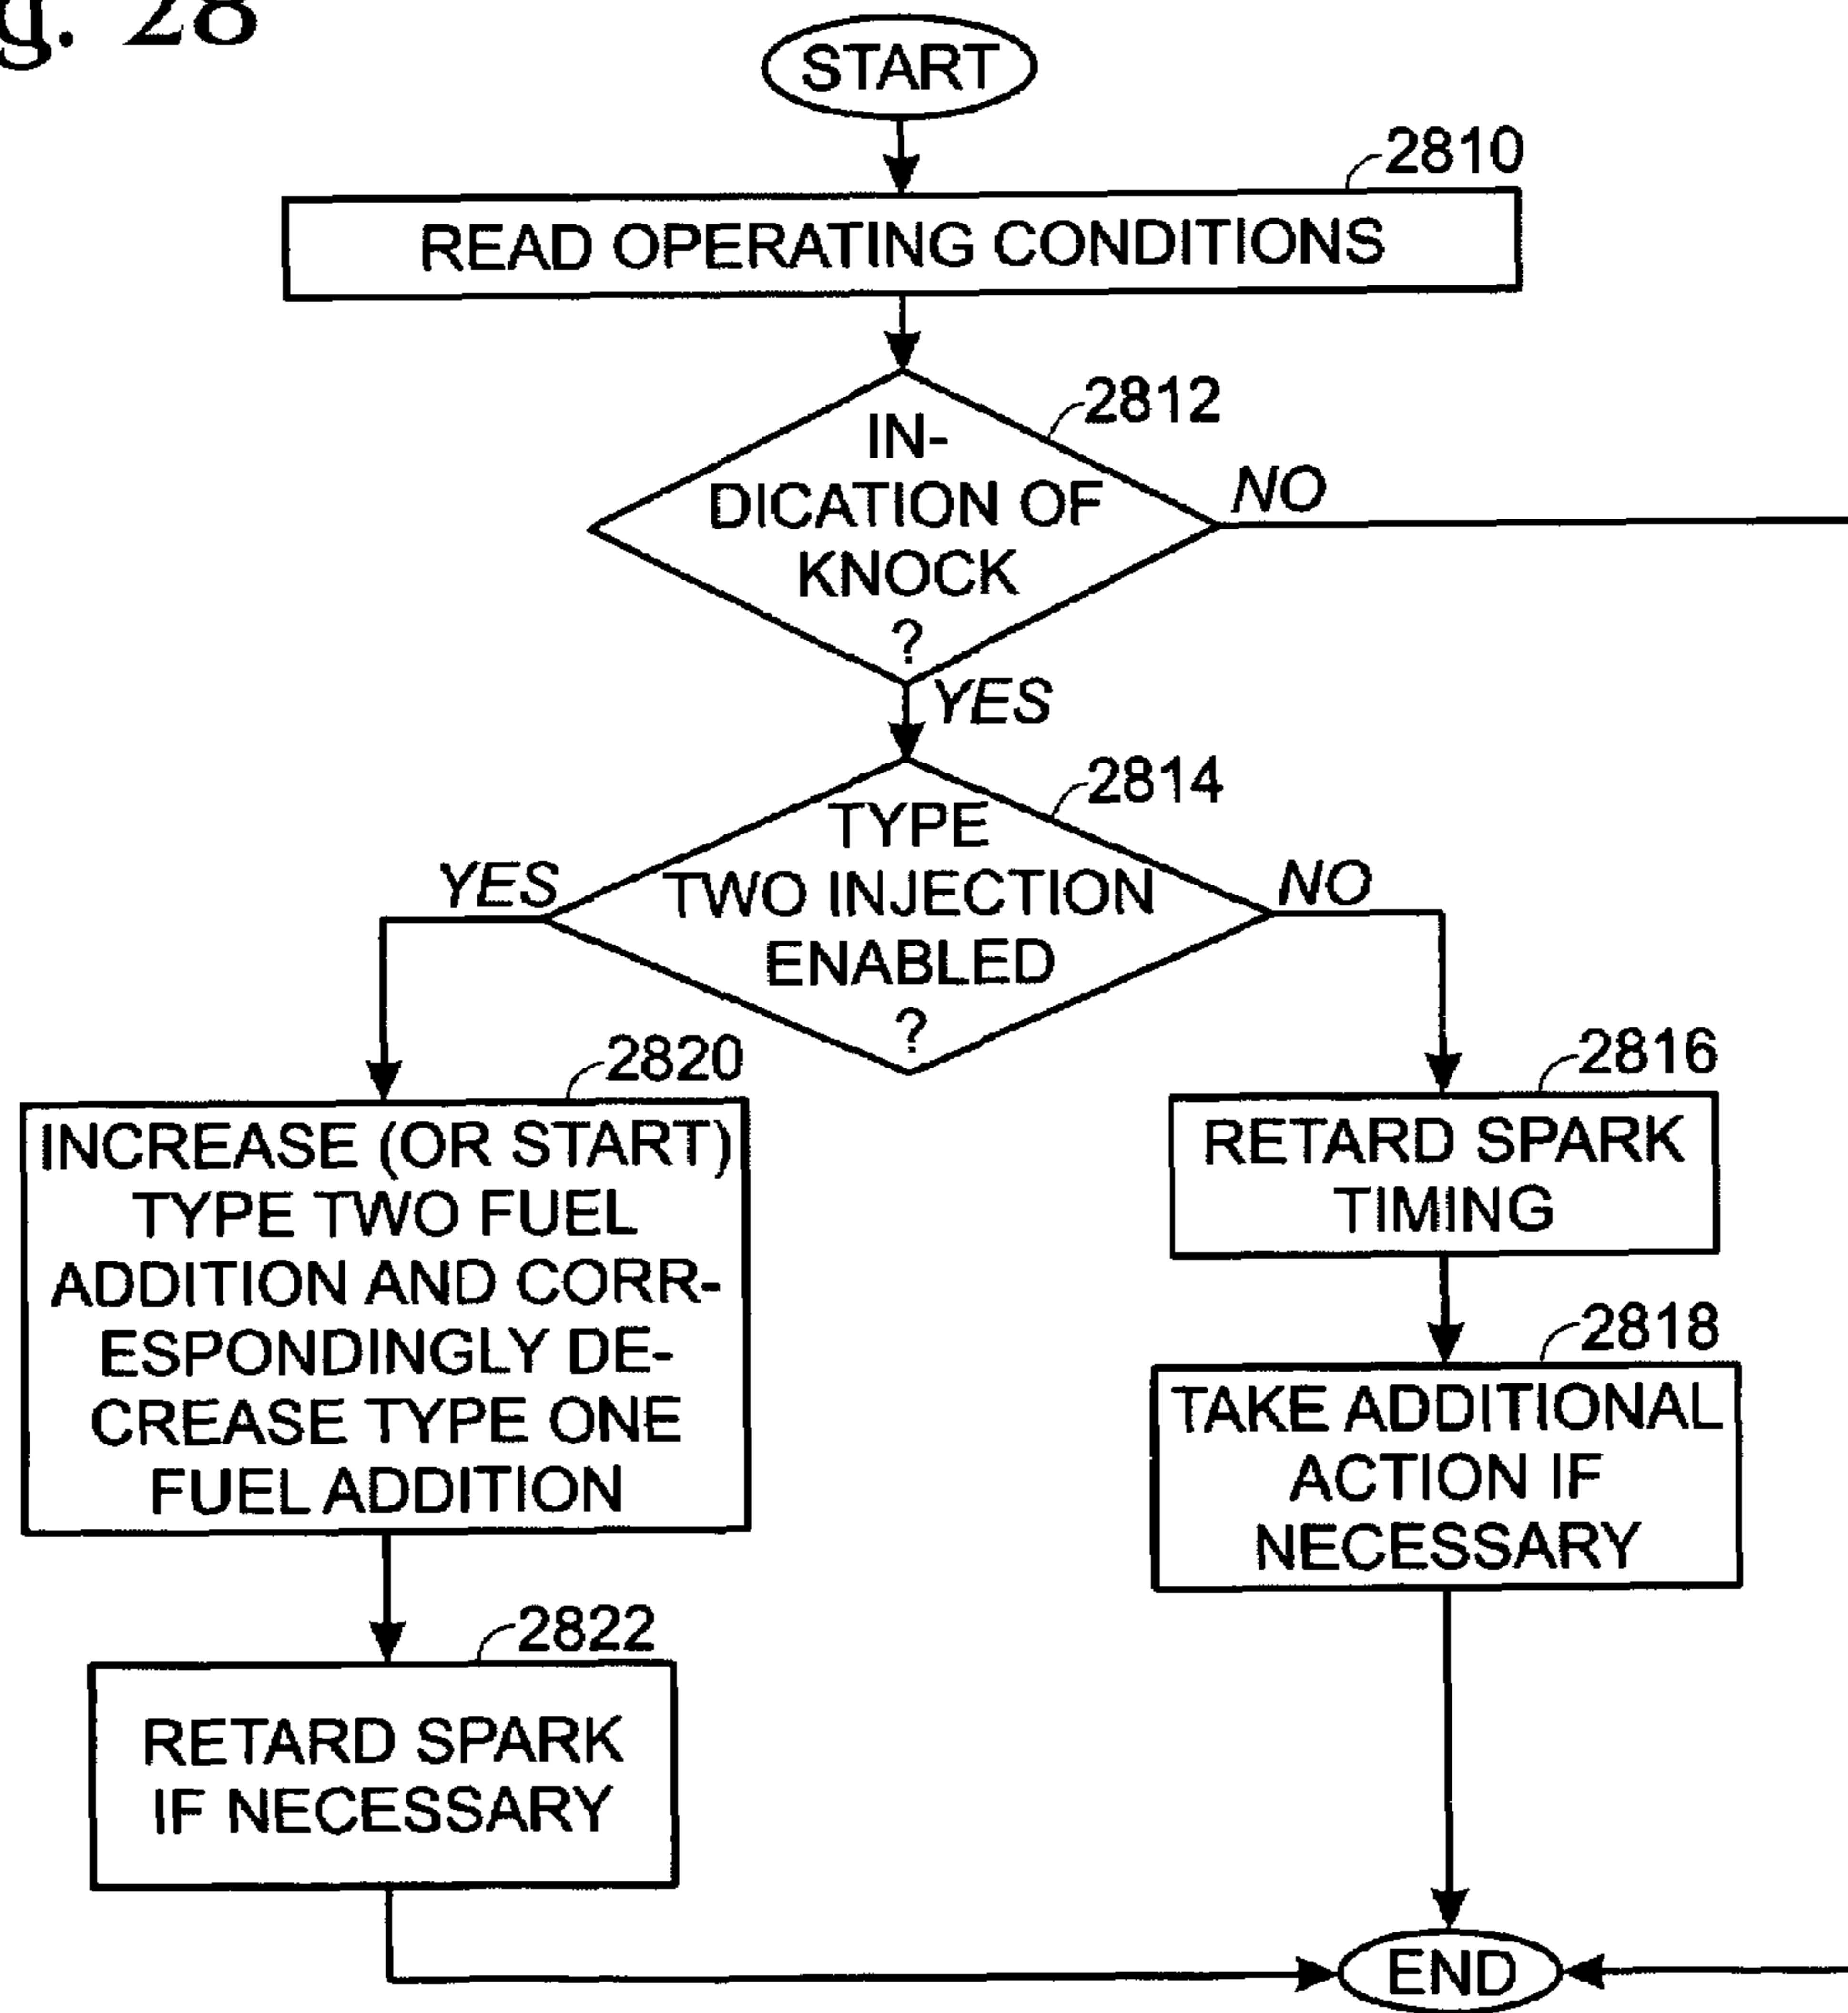 g. 28
START
2810
READ OPERATING CONDITIONS
2812
IN-
DICATION OF
KNOCK
?
NO
YES
2814
TYPE
TWO INJECTION
ENABLED
?
YES
NO
2820
INCREASE (OR START)
TYPE TWO FUEL
ADDITION AND CORR-
ESPONDINGLY DE-
CREASE TYPE ONE
FUEL ADDITION
2816
RETARD SPARK
TIMING
2818
TAKE ADDITIONAL
ACTION IF
NECESSARY
2822
RETARD SPARK
IF NECESSARY
END